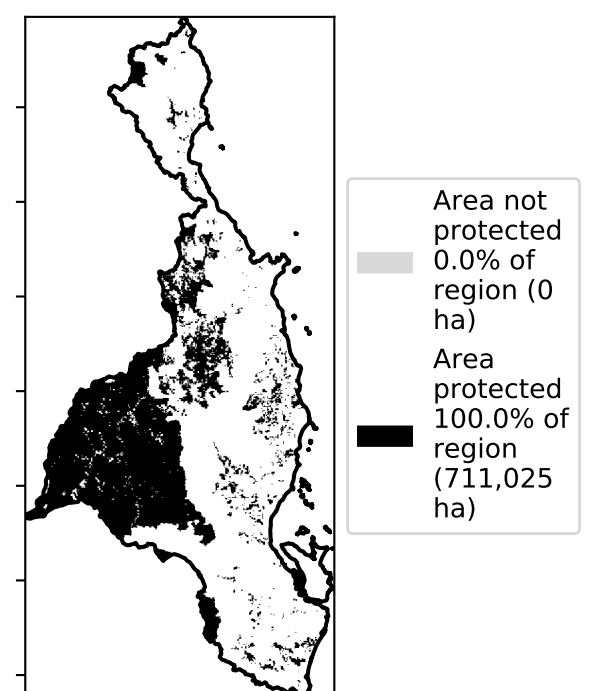 Area not
protected
0.0% of
region (0
ha)
Area
protected
100.0% of
region
(711,025
ha)